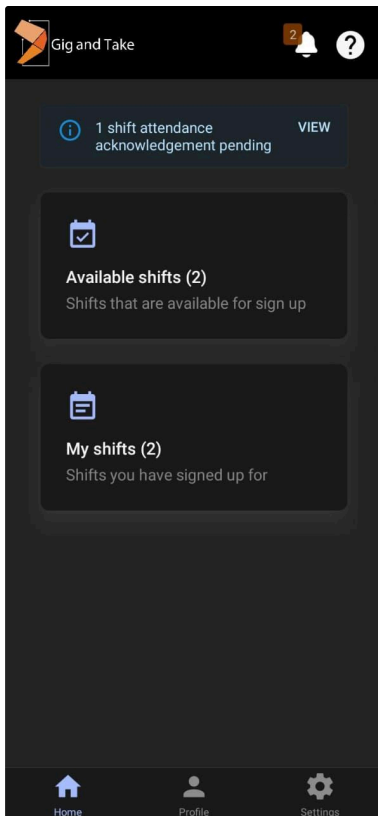 Gig and Take
2
1 shift attendance
acknowledgement pending
VIEW
Available shifts (2)
Shifts that are available for sign up
My shifts (2)
Shifts you have signed up for
Home
Profile
Settings